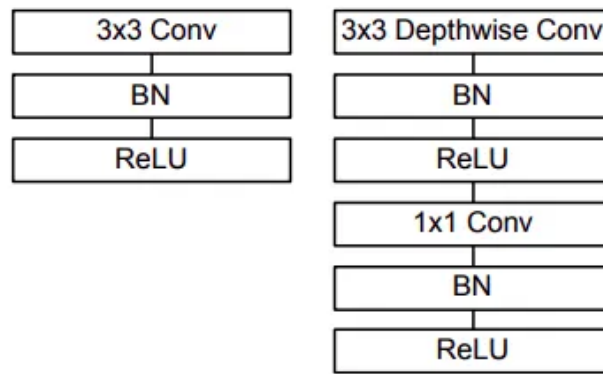 3x3 Conv
BN
ReLU
3x3 Depthwise Conv
BN
ReLU
1x1 Conv
BN
ReLU